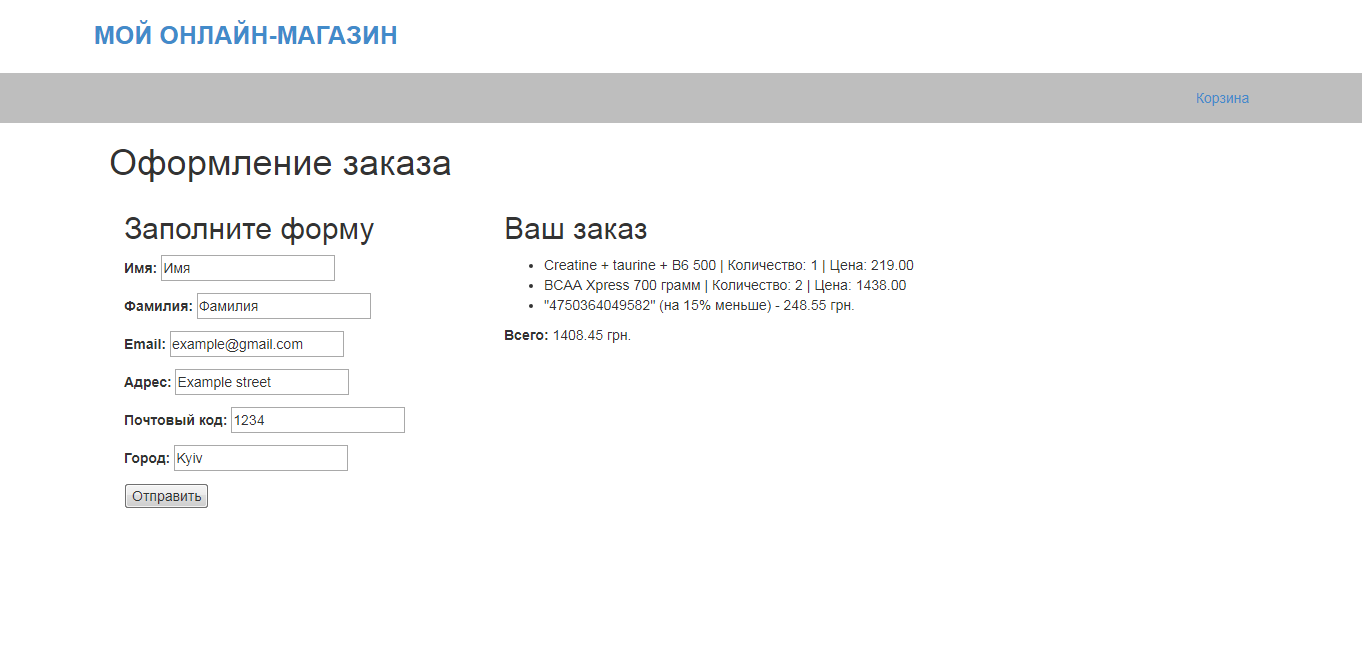 МОЙ ОНЛАЙН-МАГАЗИН
Корзина
Оформление заказа
Заполните форму
Имя: Имя
Фамилия: Фамилия
Email: example@gmail.com
Адрес: Example street
Почтовый код: 1234
Город: Kyiv
Отправить
Ваш заказ
Creatine + taurine + B6 500 | Количество: 1 | Цена: 219.00
BCAA Xpress 700 грамм | Количество: 2 | Цена: 1438.00
"4750364049582" (на 15% меньше) - 248.55 грн.
Всего: 1408.45 грн.